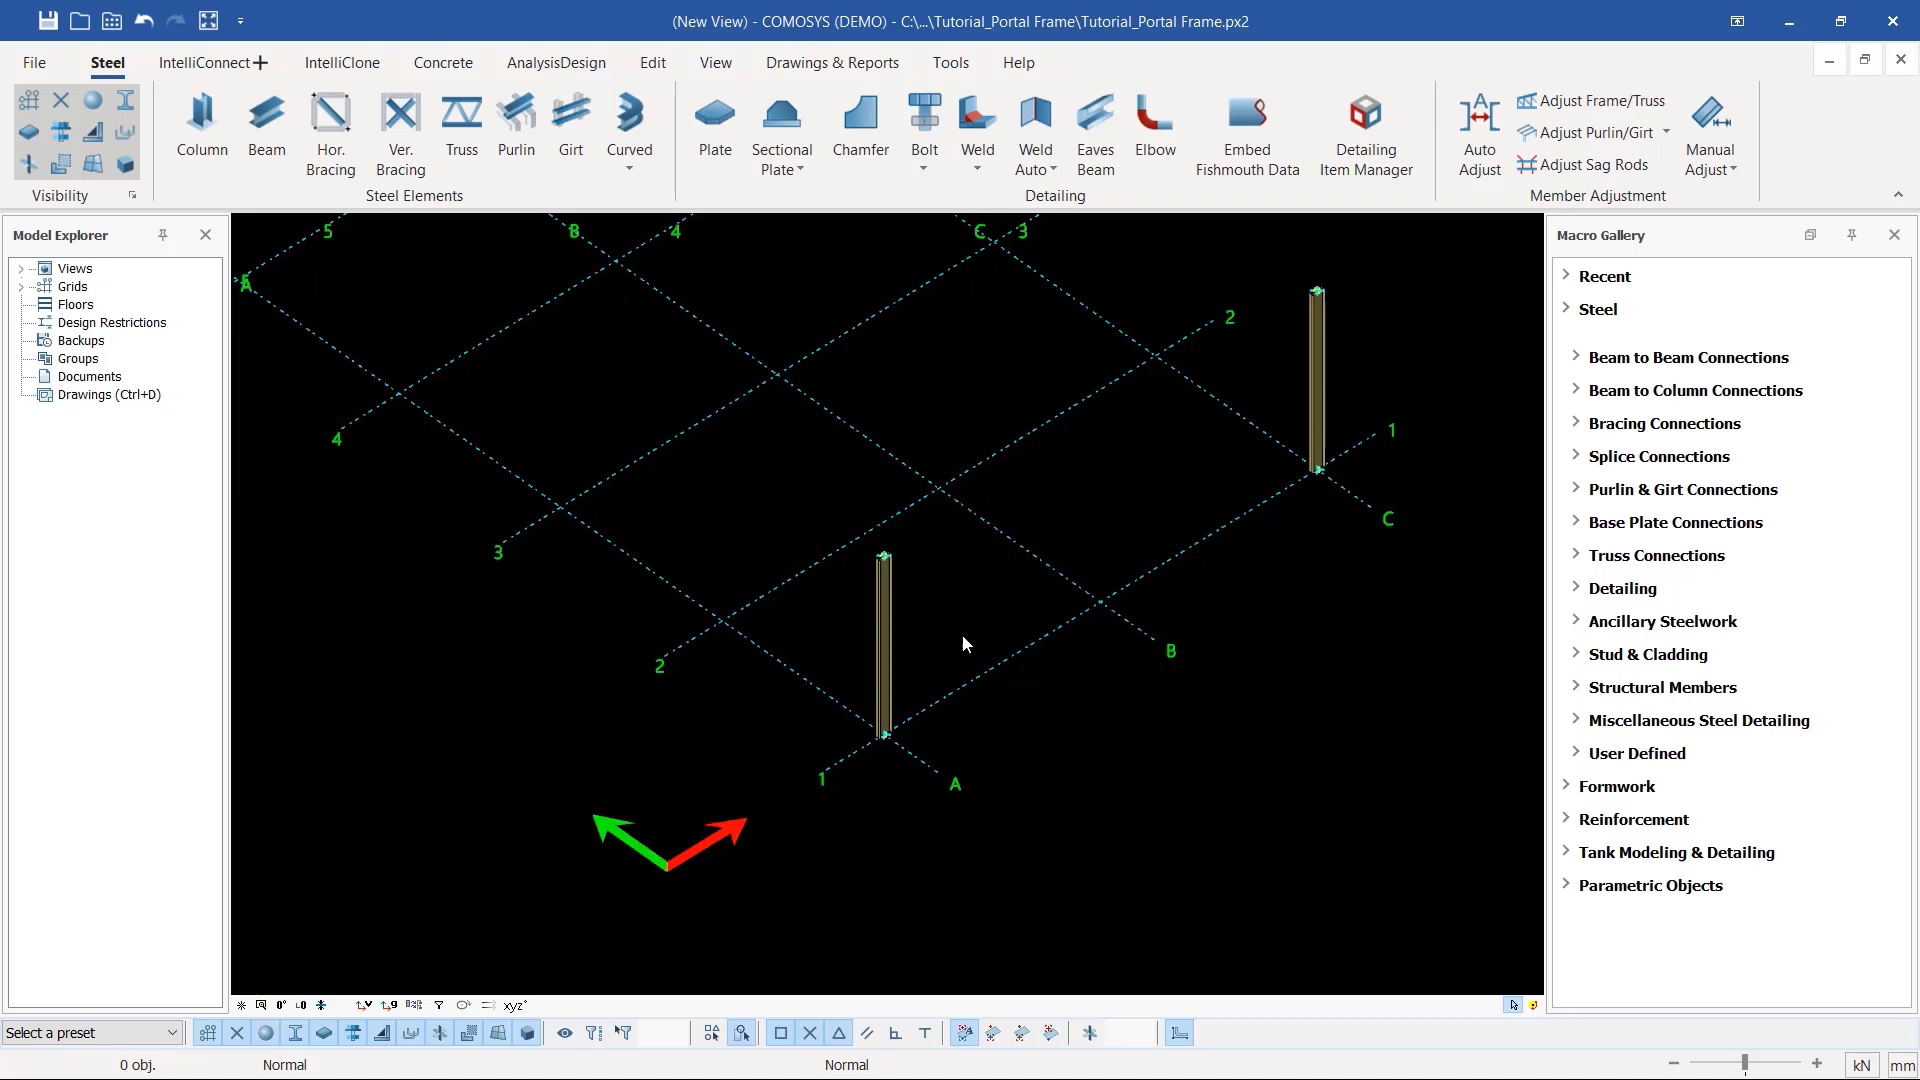 (New View) - COMOSYS (DEMO) - C:\...\Tutorial_Portal Frame\Tutorial_Portal Frame.px2
File
Steel
IntelliConnect
IntelliClone
Concrete
AnalysisDesign
Edit
View
Drawings & Reports
Tools
Help
Visibility
Column
Beam
Hor. Bracing
Ver. Bracing
Truss
Purlin
Girt
Curved
Steel Elements
Plate
Sectional Plate
Chamfer
Bolt
Weld
Weld Auto
Eaves Beam
Elbow
Embed Fishmouth Data
Detailing Item Manager
Detailing
Auto Adjust
Adjust Frame/Truss
Adjust Purlin/Girt
Adjust Sag Rods
Manual Adjust
Member Adjustment
Model Explorer
Views
Grids
Floors
Design Restrictions
Backups
Groups
Documents
Drawings (Ctrl+D)
5
B
4
C
3
A
2
1
4
C
3
B
2
1
A
Macro Gallery
Recent
Steel
Beam to Beam Connections
Beam to Column Connections
Bracing Connections
Splice Connections
Purlin & Girt Connections
Base Plate Connections
Truss Connections
Detailing
Ancillary Steelwork
Stud & Cladding
Structural Members
Miscellaneous Steel Detailing
User Defined
Formwork
Reinforcement
Tank Modeling & Detailing
Parametric Objects
xyz
Select a preset
0 obj.
Normal
Normal
kN
mm